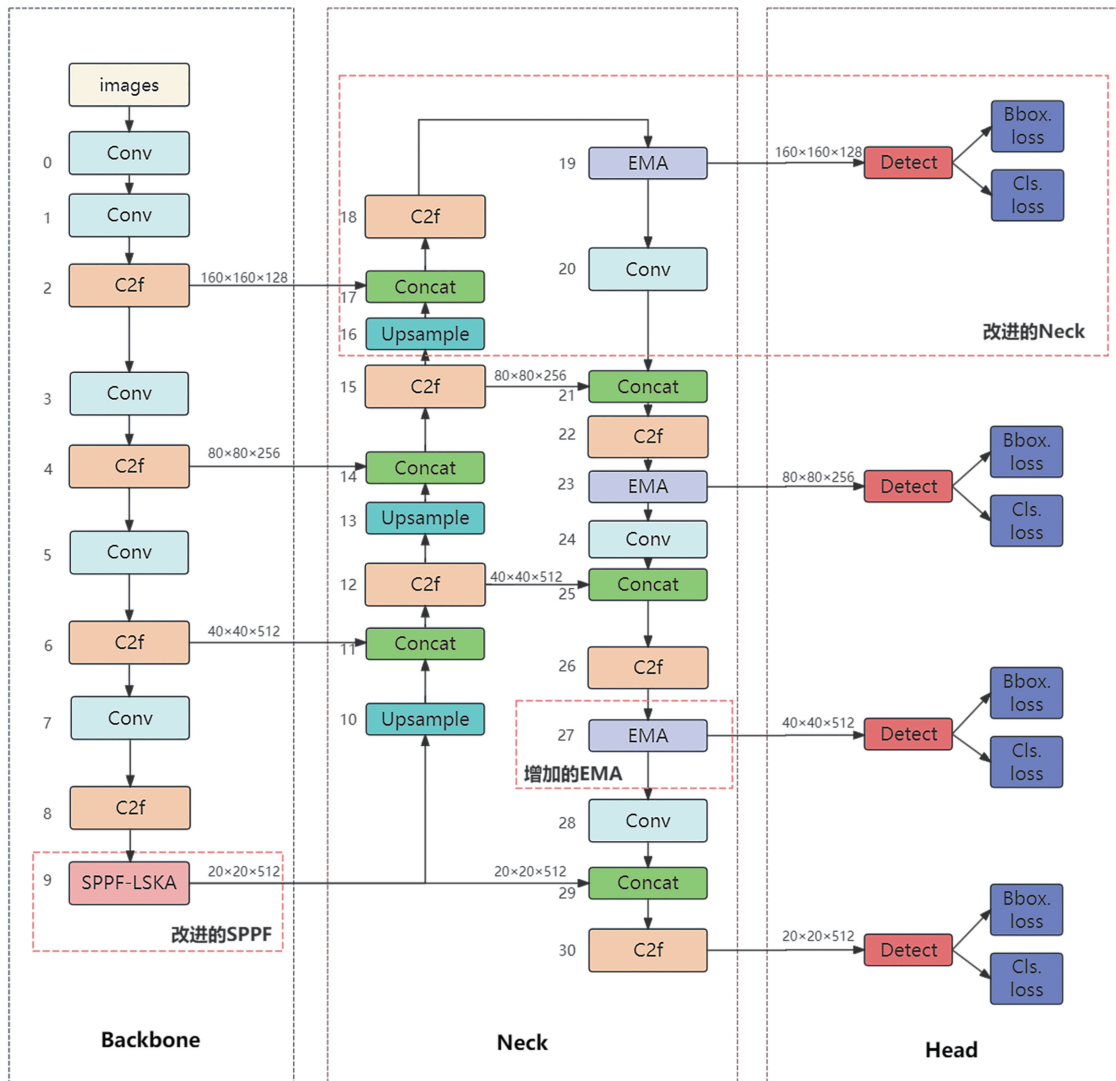 images
0
Conv
1
Conv
2
C2f
160×160×128
3
Conv
4
C2f
80×80×256
5
Conv
6
C2f
40×40×512
7
Conv
8
C2f
9
SPPF-LSKA
20×20×512
改进的SPPF
Backbone
18
C2f
17
Concat
16
Upsample
15
C2f
80×80×256
14
Concat
13
Upsample
12
C2f
40×40×512
11
Concat
10
Upsample
19
EMA
160×160×128
20
Conv
改进的Neck
21
Concat
22
C2f
23
EMA
80×80×256
24
Conv
25
Concat
26
C2f
27
EMA
40×40×512
增加的EMA
28
Conv
20×20×512
29
Concat
30
C2f
20×20×512
Neck
Detect
Bbox.
loss
Cls.
loss
Detect
Bbox.
loss
Cls.
loss
Detect
Bbox.
loss
Cls.
loss
Detect
Bbox.
loss
Cls.
loss
Head